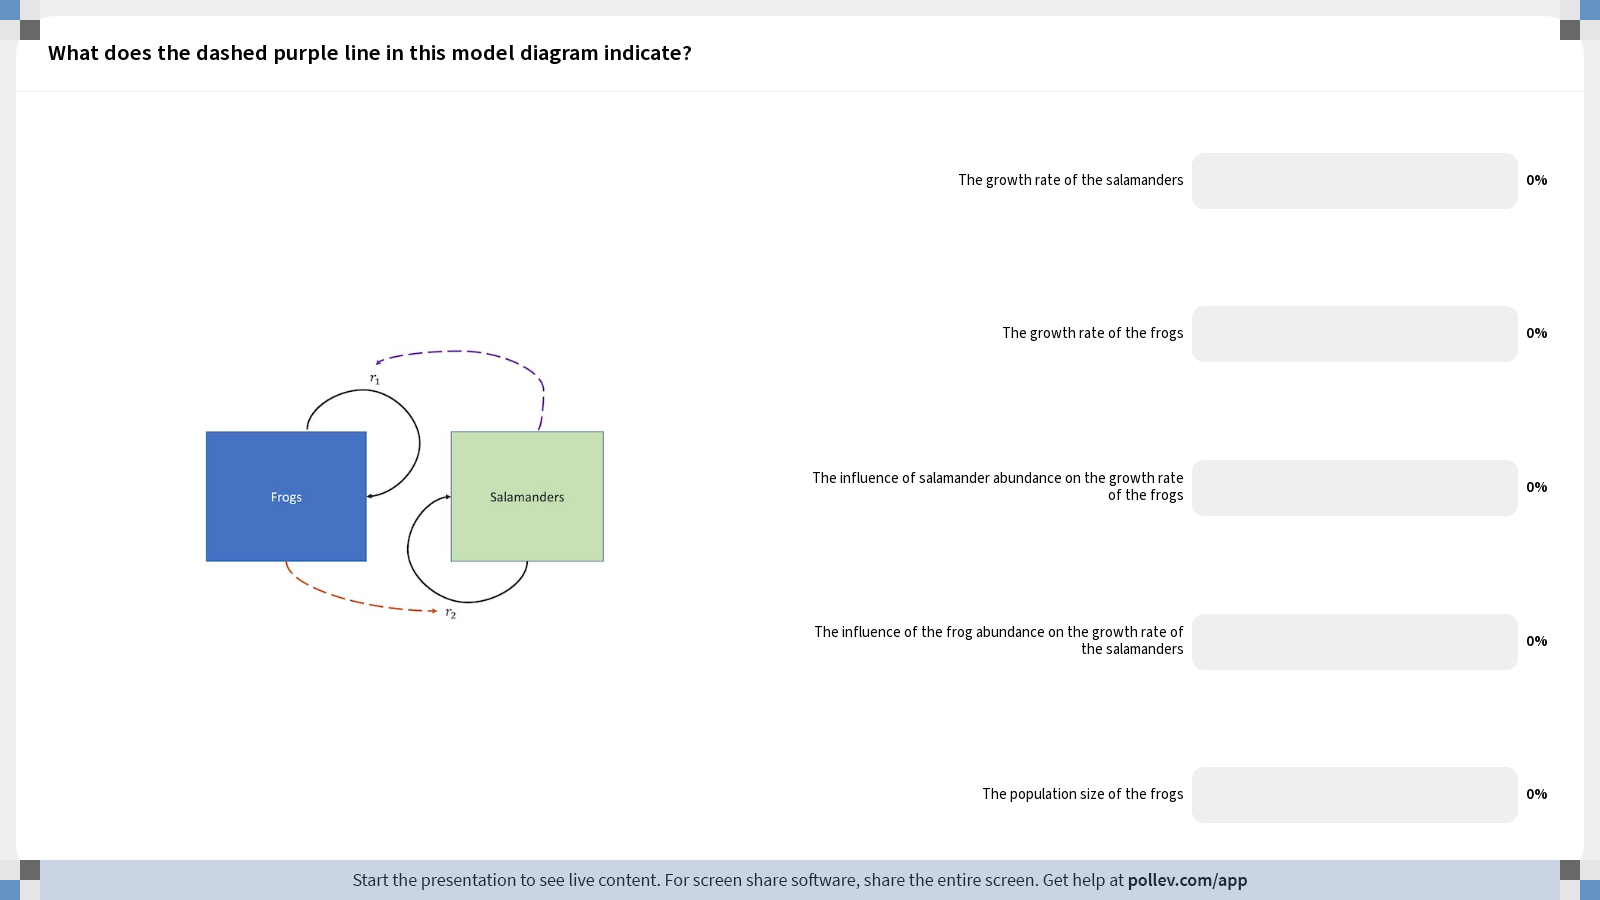 What does the dashed purple line in this model diagram indicate?
r1
Frogs
Salamanders
r2
The growth rate of the salamanders
0%
The growth rate of the frogs
0%
The influence of salamander abundance on the growth rate
of the frogs
0%
The influence of the frog abundance on the growth rate of
the salamanders
0%
The population size of the frogs
0%
Start the presentation to see live content. For screen share software, share the entire screen. Get help at pollev.com/app